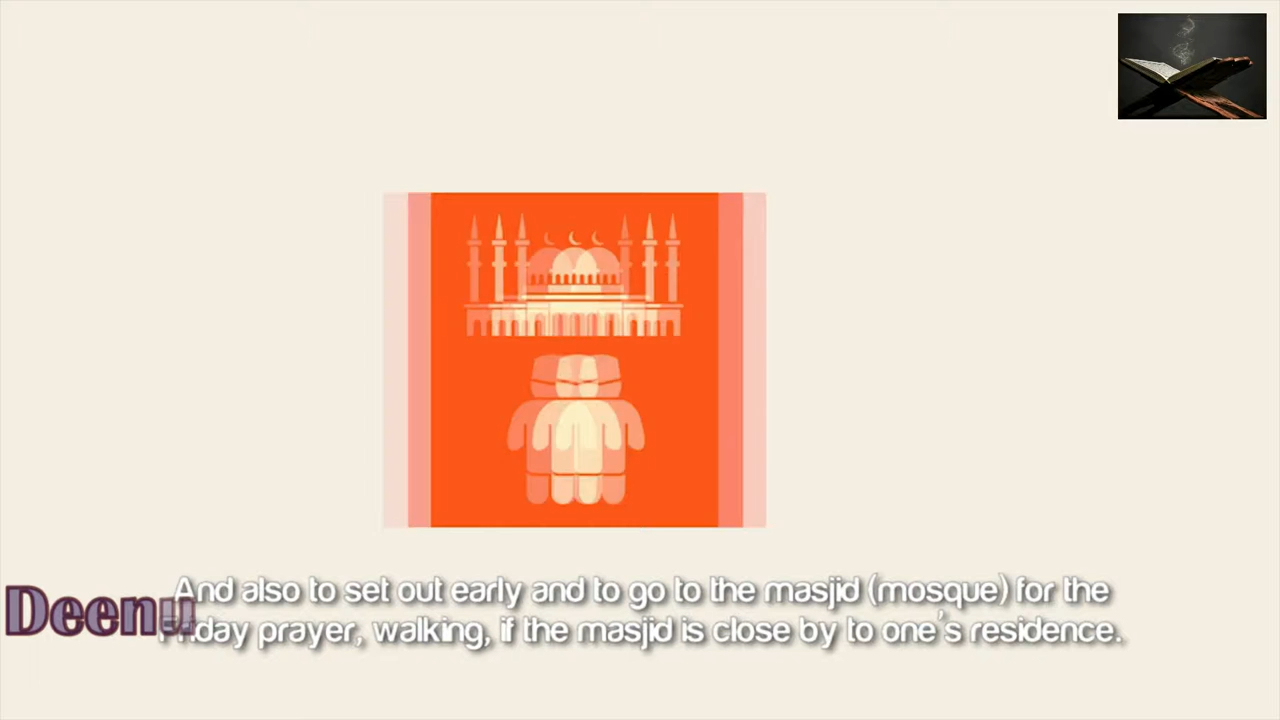 And also to set out early and to go to the masjid (mosque) for the
Friday prayer, walking, if the masjid is close by to one's residence.
Deenu